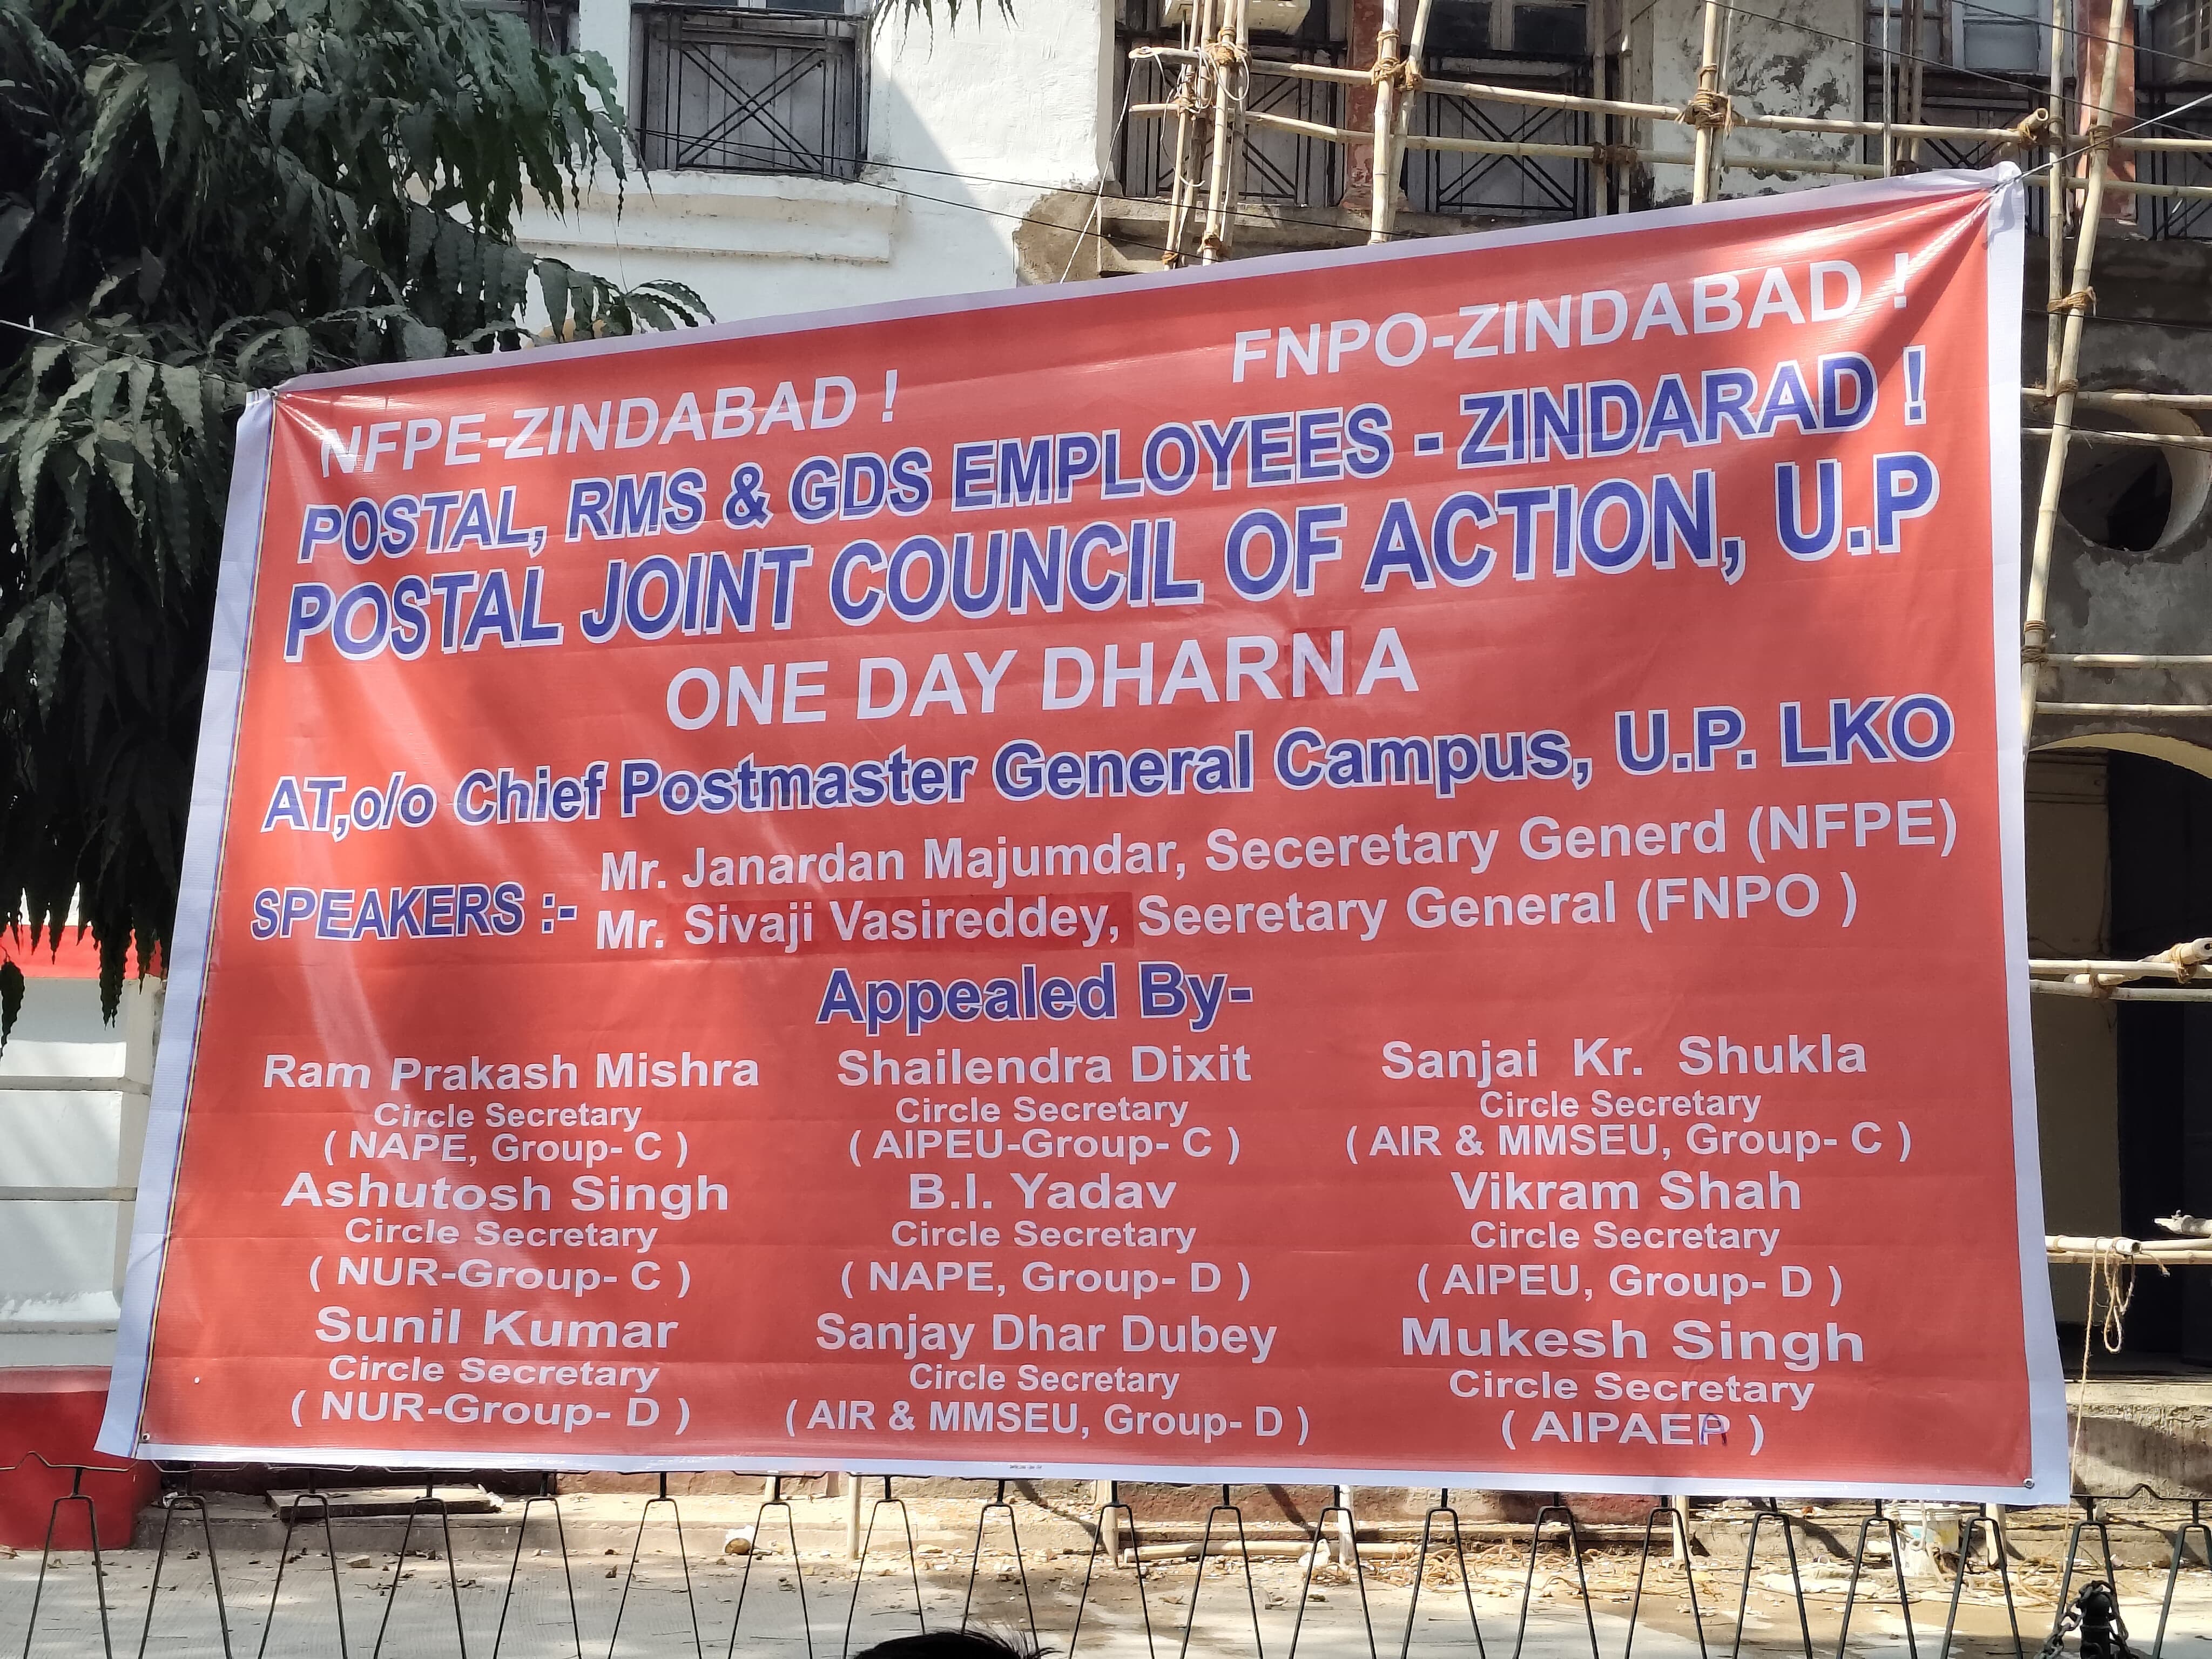 NFPE-ZINDABAD ! FNPO-ZINDABAD !
POSTAL, RMS & GDS EMPLOYEES - ZINDARAD !
POSTAL JOINT COUNCIL OF ACTION, U.P
ONE DAY DHARNA
AT,o/o Chief Postmaster General Campus, U.P. LKO
SPEAKERS :- Mr. Janardan Majumdar, Seceretary Generd (NFPE)
Mr. Sivaji Vasireddey, Seeretary General (FNPO )
Appealed By-
Ram Prakash Mishra
Circle Secretary
( NAPE, Group- C )
Shailendra Dixit
Circle Secretary
( AIPEU-Group- C )
Sanjai Kr. Shukla
Circle Secretary
( AIR & MMSEU, Group- C )
Ashutosh Singh
Circle Secretary
( NUR-Group- C )
B.I. Yadav
Circle Secretary
( NAPE, Group- D )
Vikram Shah
Circle Secretary
( AIPEU, Group- D )
Sunil Kumar
Circle Secretary
( NUR-Group- D )
Sanjay Dhar Dubey
Circle Secretary
( AIR & MMSEU, Group- D )
Mukesh Singh
Circle Secretary
( AIPAEP )